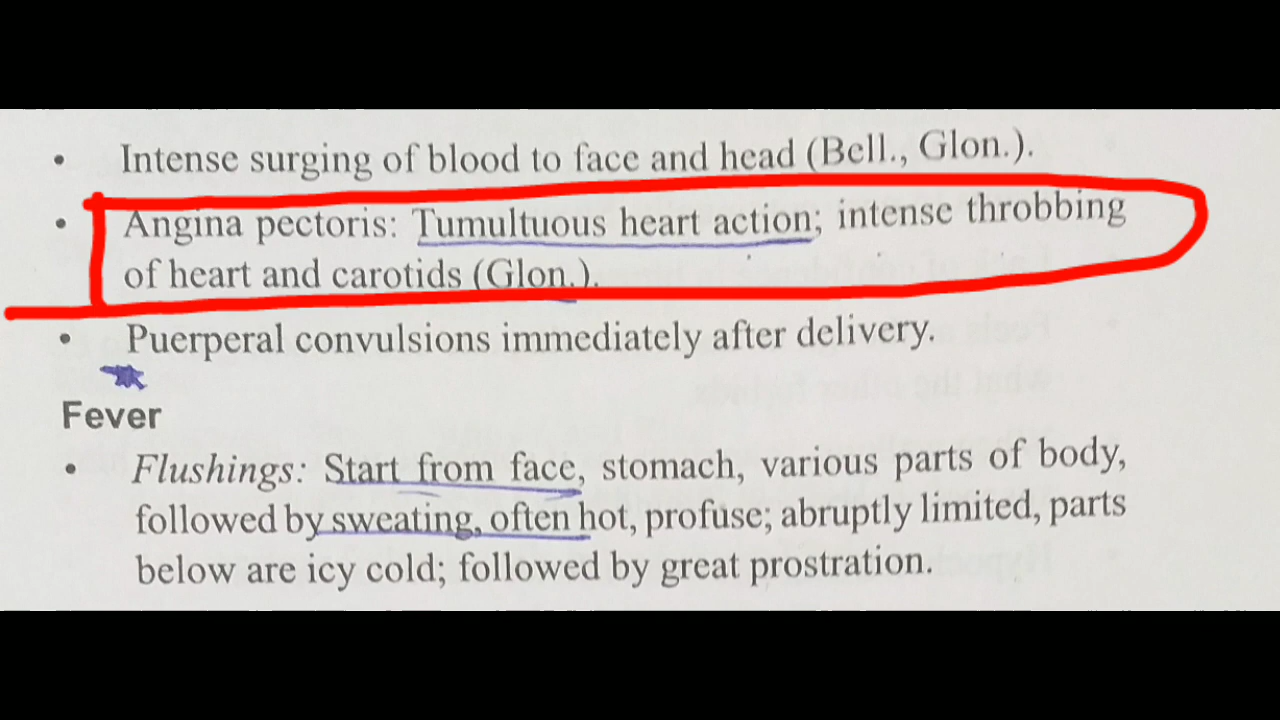 • Intense surging of blood to face and head (Bell., Glon.).
• Angina pectoris: Tumultuous heart action; intense throbbing
of heart and carotids (Glon.).
• Puerperal convulsions immediately after delivery.
Fever
• Flushings: Start from face, stomach, various parts of body,
followed by sweating, often hot, profuse; abruptly limited, parts
below are icy cold; followed by great prostration.